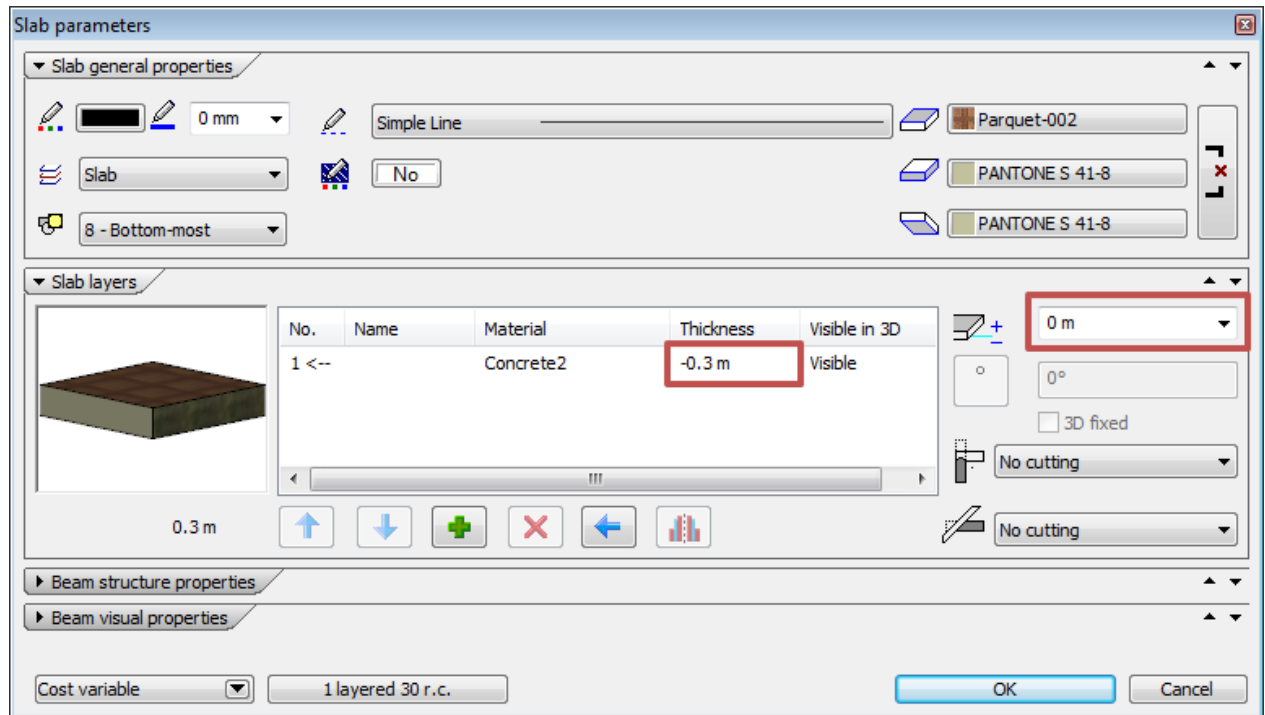 Slab parameters
Slab general properties
0 mm
Simple Line
Parquet-002
Slab
No
PANTONE S 41-8
8 - Bottom-most
PANTONE S 41-8
Slab layers
No. Name Material Thickness Visible in 3D
0 m
1 <-- Concrete2 -0.3 m Visible
0°
3D fixed
No cutting
0.3 m
No cutting
Beam structure properties
Beam visual properties
Cost variable
1 layered 30 r.c.
OK
Cancel